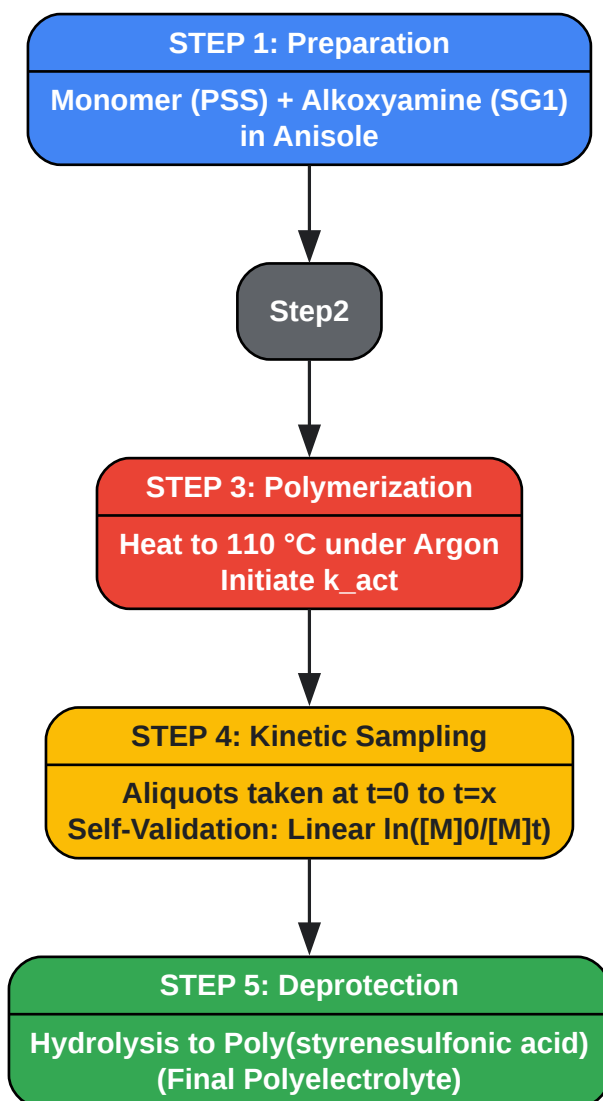 STEP 1: Preparation
Monomer (PSS) + Alkoxyamine (SG1)
in Anisole
Step2
STEP 3: Polymerization
Heat to 110 °C under Argon
Initiate k_act
STEP 4: Kinetic Sampling
Aliquots taken at t=0 to t=x
Self-Validation: Linear ln([M]0/[M]t)
STEP 5: Deprotection
Hydrolysis to Poly(styrenesulfonic acid)
(Final Polyelectrolyte)